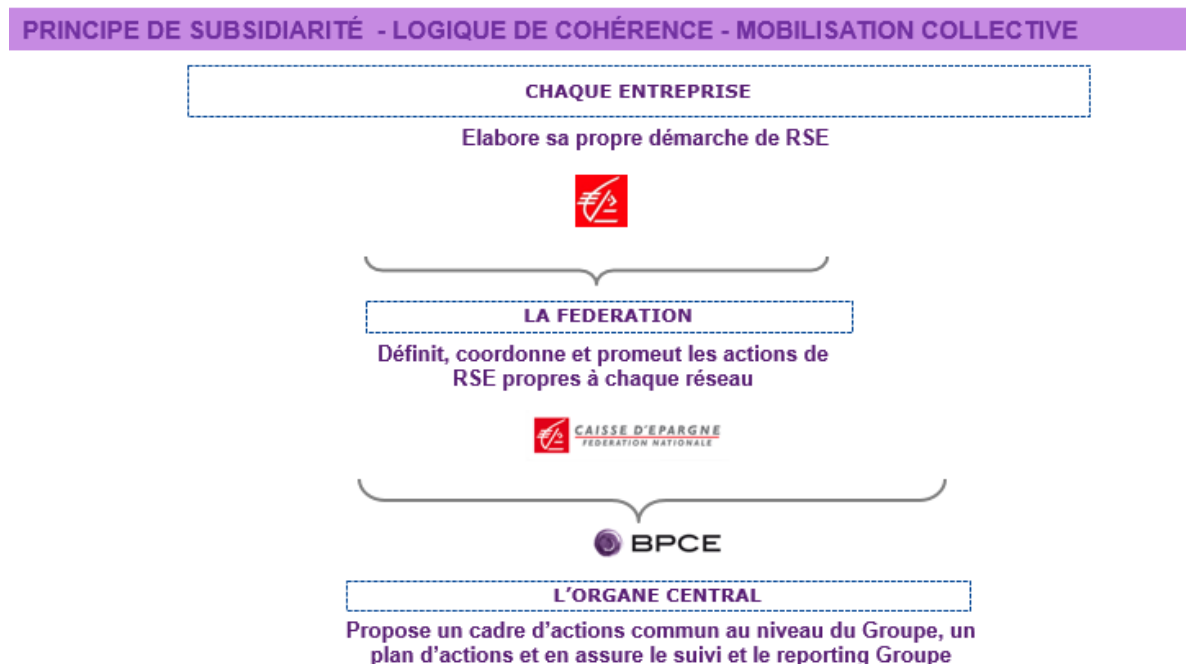 PRINCIPE DE SUBSIDIARITÉ - LOGIQUE DE COHÉRENCE - MOBILISATION COLLECTIVE
CHAQUE ENTREPRISE
Elabore sa propre démarche de RSE
LA FEDERATION
Définit, coordonne et promeut les actions de
RSE propres à chaque réseau
CAISSE D'EPARGNE
FEDERATION NATIONALE
BPCE
L'ORGANE CENTRAL
Propose un cadre d'actions commun au niveau du Groupe, un
plan d'actions et en assure le suivi et le reporting Groupe